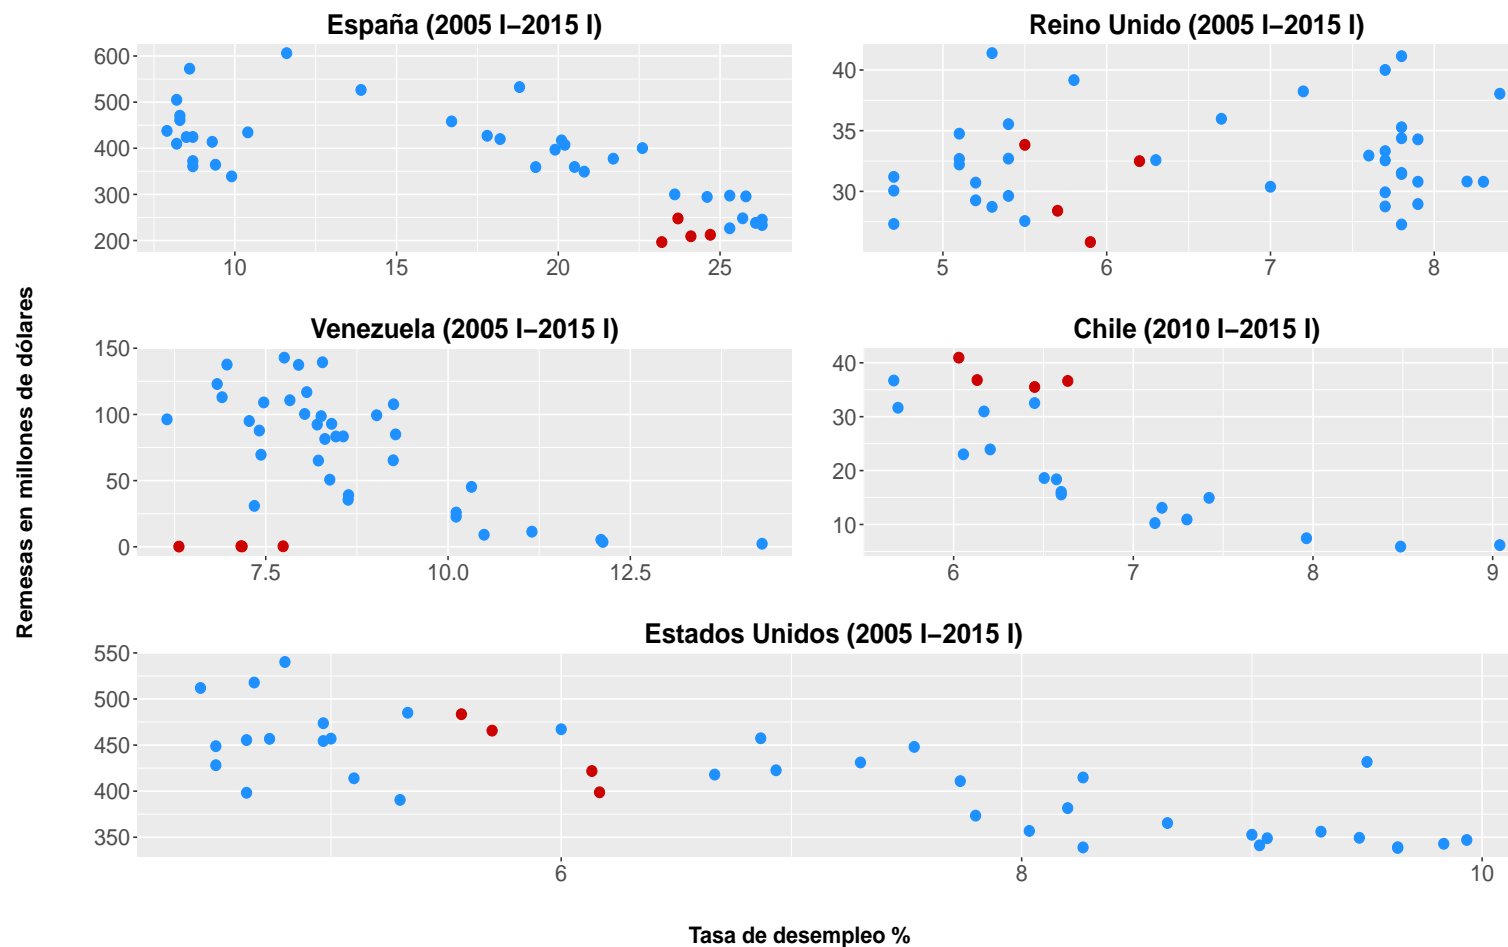 España (2005 I−2015 I)
600
500
400
300
200
10 15 20 25
Reino Unido (2005 I−2015 I)
40
35
30
5 6 7 8
Venezuela (2005 I−2015 I)
150
100
50
0
7.5 10.0 12.5
Chile (2010 I−2015 I)
40
30
20
10
6 7 8 9
Estados Unidos (2005 I−2015 I)
550
500
450
400
350
6 8 10
Remesas en millones de dólares
Tasa de desempleo %